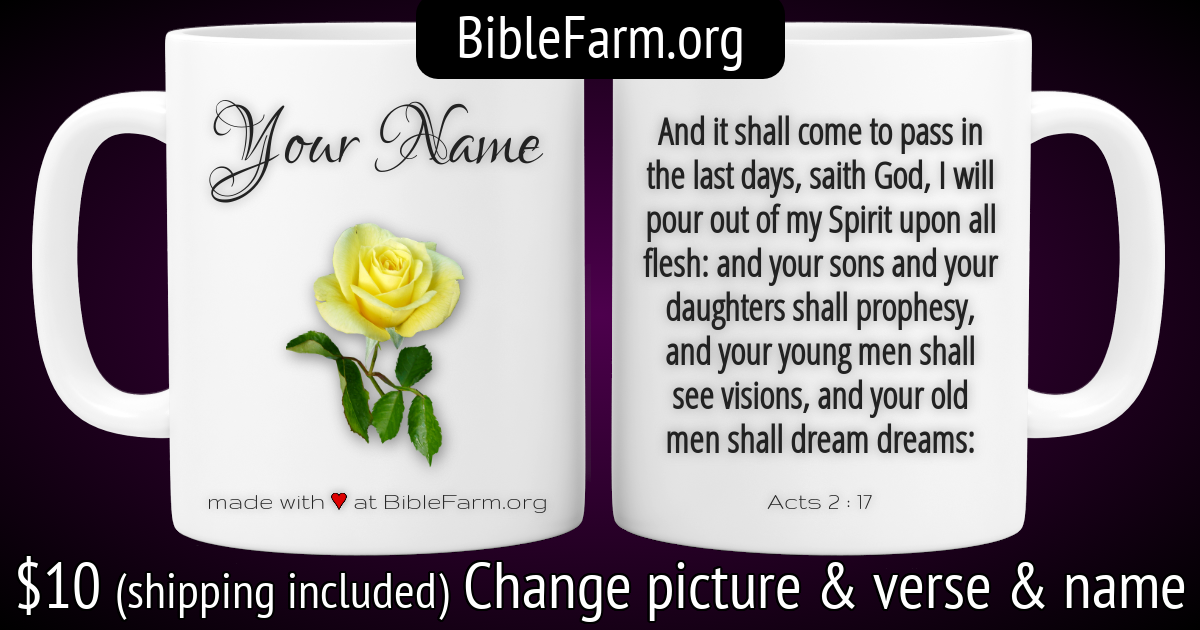 BibleFarm.org
Your Name
made with ♥ at BibleFarm.org
And it shall come to pass in
the last days, saith God, I will
pour out of my Spirit upon all
flesh: and your sons and your
daughters shall prophesy,
and your young men shall
see visions, and your old
men shall dream dreams:
Acts 2 : 17
$10 (shipping included) Change picture & verse & name